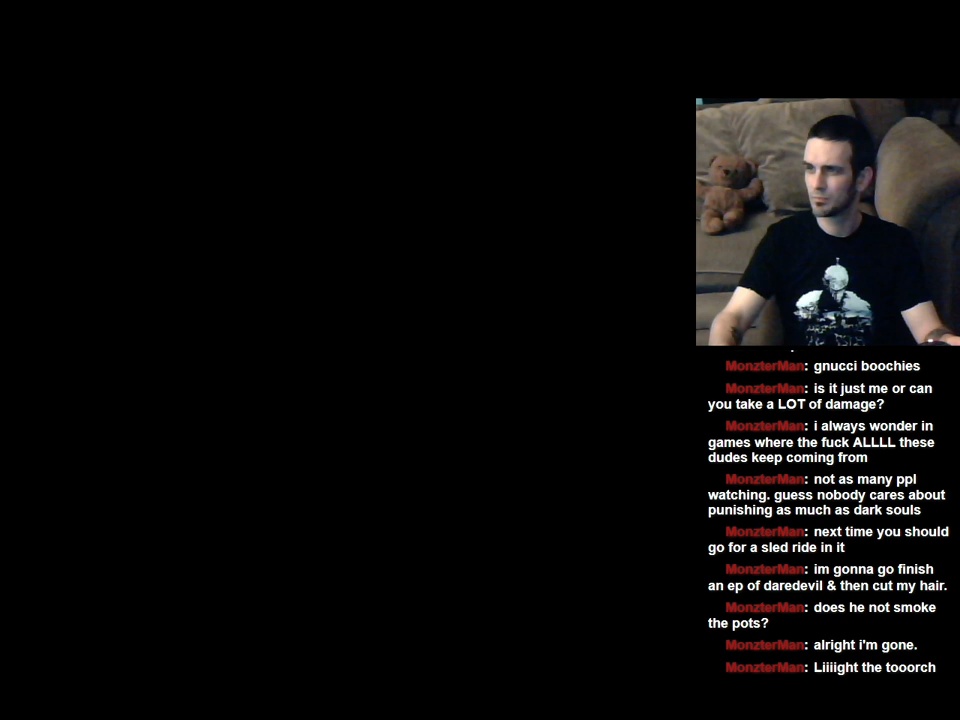 MonzterMan: gnucci boochies
MonzterMan: is it just me or can
you take a LOT of damage?
MonzterMan: i always wonder in
games where the fuck ALLLL these
dudes keep coming from
MonzterMan: not as many ppl
watching. guess nobody cares about
punishing as much as dark souls
MonzterMan: next time you should
go for a sled ride in it
MonzterMan: im gonna go finish
an ep of daredevil & then cut my hair.
MonzterMan: does he not smoke
the pots?
MonzterMan: alright i'm gone.
MonzterMan: Liiiight the tooorch